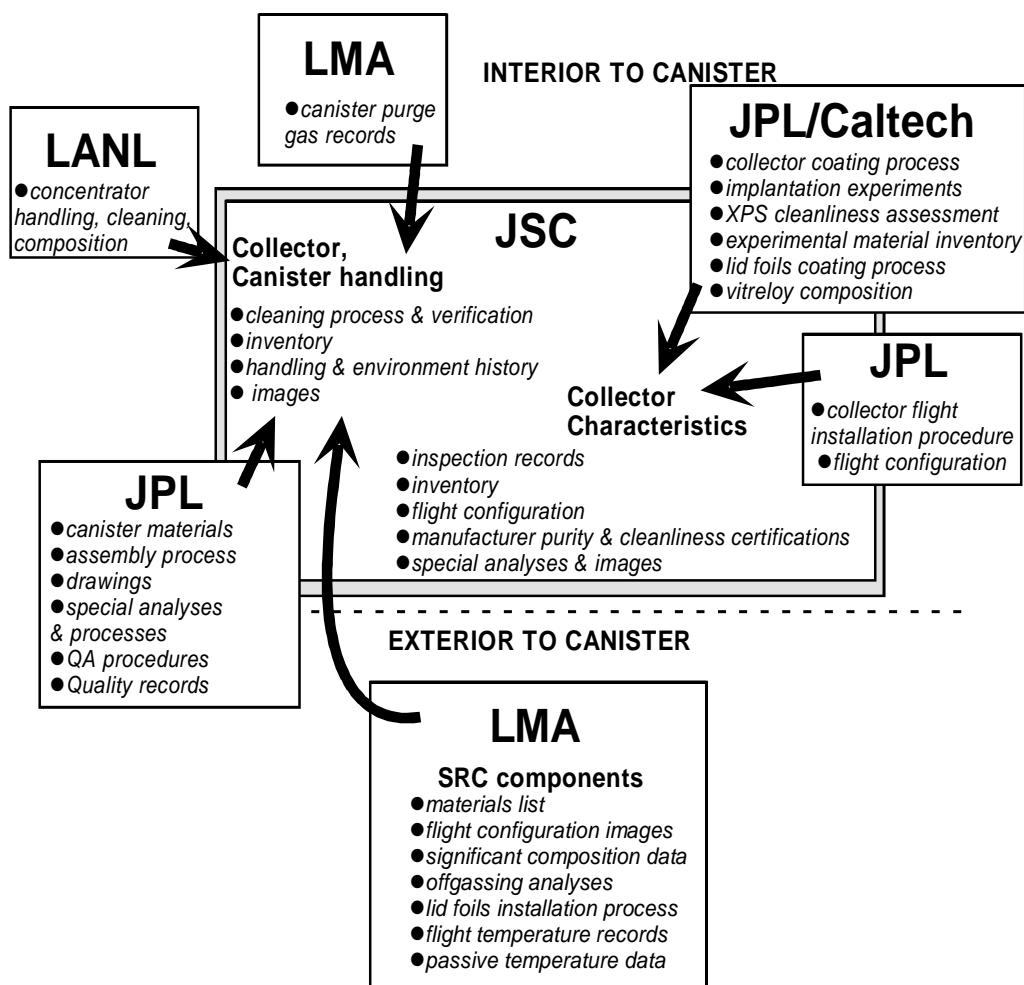 LMA
● canister purge
gas records
INTERIOR TO CANISTER
LANL
● concentrator
handling, cleaning,
composition
JPL/Caltech
● collector coating process
● implantation experiments
● XPS cleanliness assessment
● experimental material inventory
● lid foils coating process
● vitreloy composition
JSC
Collector,
Canister handling
● cleaning process & verification
● inventory
● handling & environment history
● images
JPL
● collector flight
installation procedure
● flight configuration
Collector
Characteristics
● inspection records
● inventory
● flight configuration
● manufacturer purity & cleanliness certifications
● special analyses & images
JPL
● canister materials
● assembly process
● drawings
● special analyses
& processes
● QA procedures
● Quality records
EXTERIOR TO CANISTER
LMA
SRC components
● materials list
● flight configuration images
● significant composition data
● offgassing analyses
● lid foils installation process
● flight temperature records
● passive temperature data